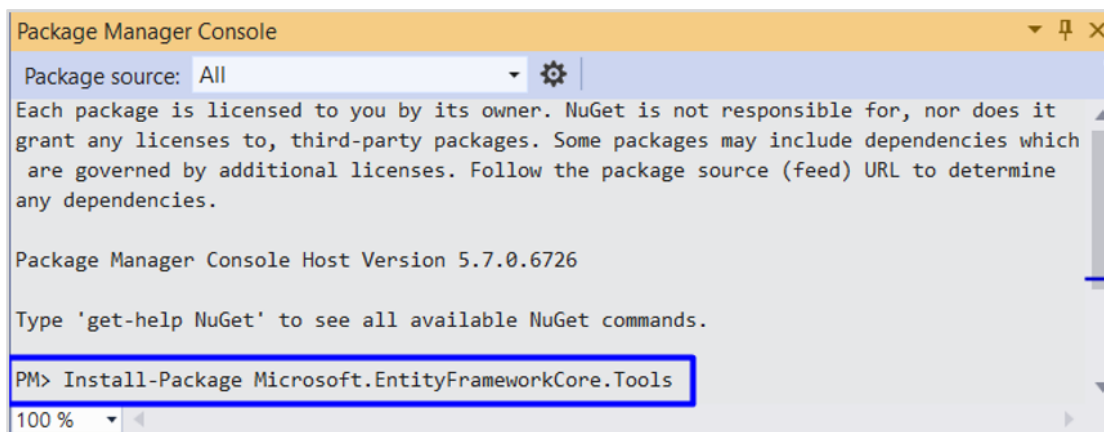 Package Manager Console
Package source: All
Each package is licensed to you by its owner. NuGet is not responsible for, nor does it
grant any licenses to, third-party packages. Some packages may include dependencies which
are governed by additional licenses. Follow the package source (feed) URL to determine
any dependencies.
Package Manager Console Host Version 5.7.0.6726
Type 'get-help NuGet' to see all available NuGet commands.
PM> Install-Package Microsoft.EntityFrameworkCore.Tools
100 %